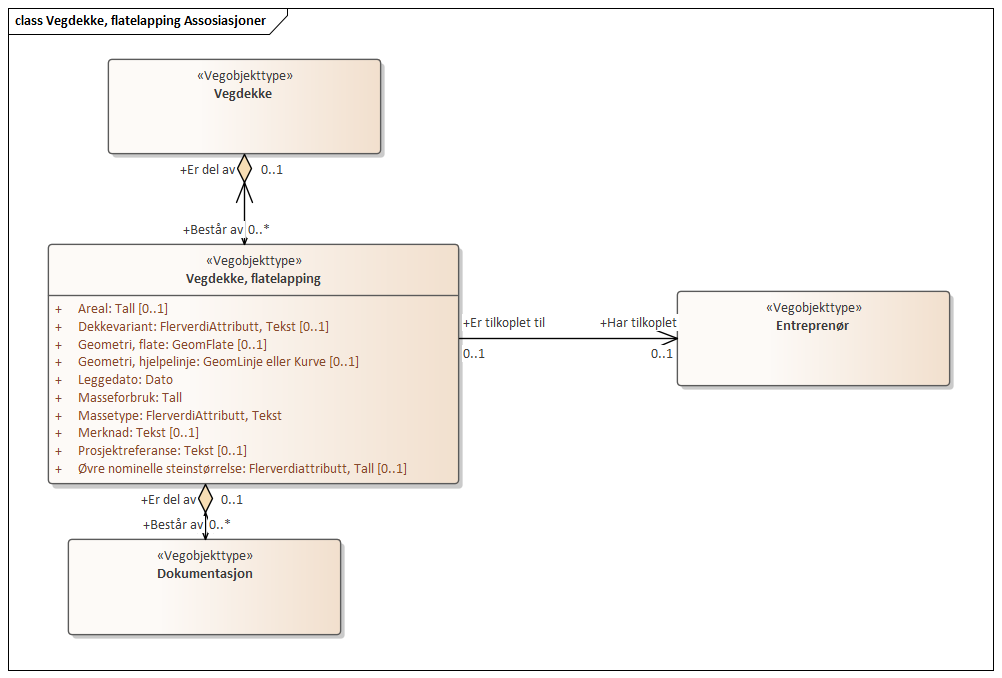 class Vegdekke, flatelapping Assosiasjoner
«Vegobjekttype»
Vegdekke
+Er del av 0..1
+Består av 0..*
«Vegobjekttype»
Vegdekke, flatelapping
+ Areal: Tall [0..1]
+ Dekkevariant: FlerverdiAttributt, Tekst [0..1]
+ Geometri, flate: GeomFlate [0..1]
+ Geometri, hjelpelinje: GeomLinje eller Kurve [0..1]
+ Leggedato: Dato
+ Masseforbruk: Tall
+ Massetype: FlerverdiAttributt, Tekst
+ Merknad: Tekst [0..1]
+ Prosjektreferanse: Tekst [0..1]
+ Øvre nominelle steinstørrelse: Flerverdiattributt, Tall [0..1]
+Er tilkoplet til +Har tilkoplet
0..1 0..1
«Vegobjekttype»
Entreprenør
+Er del av 0..1
+Består av 0..*
«Vegobjekttype»
Dokumentasjon